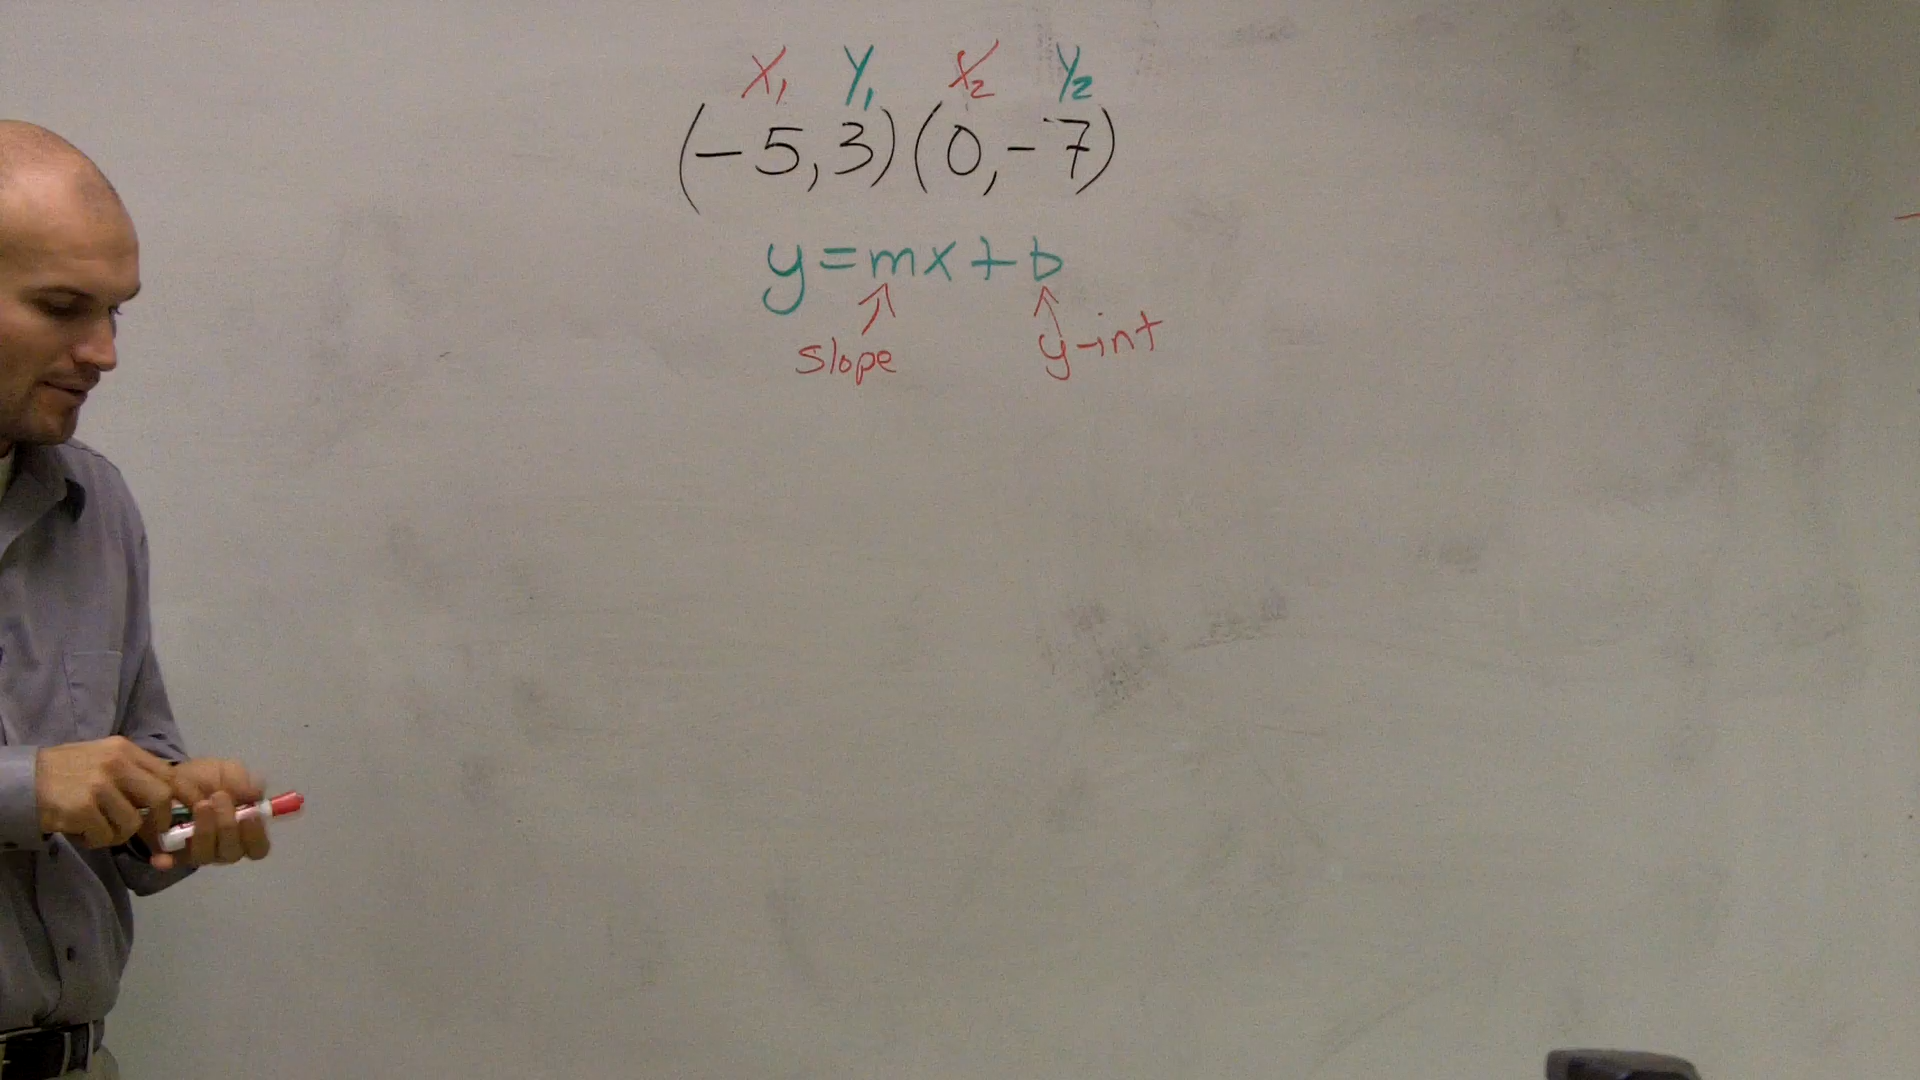 x₁ y₁ x₂ y₂
(-5,3)(0,-7)
y=mx+b
slope y-int